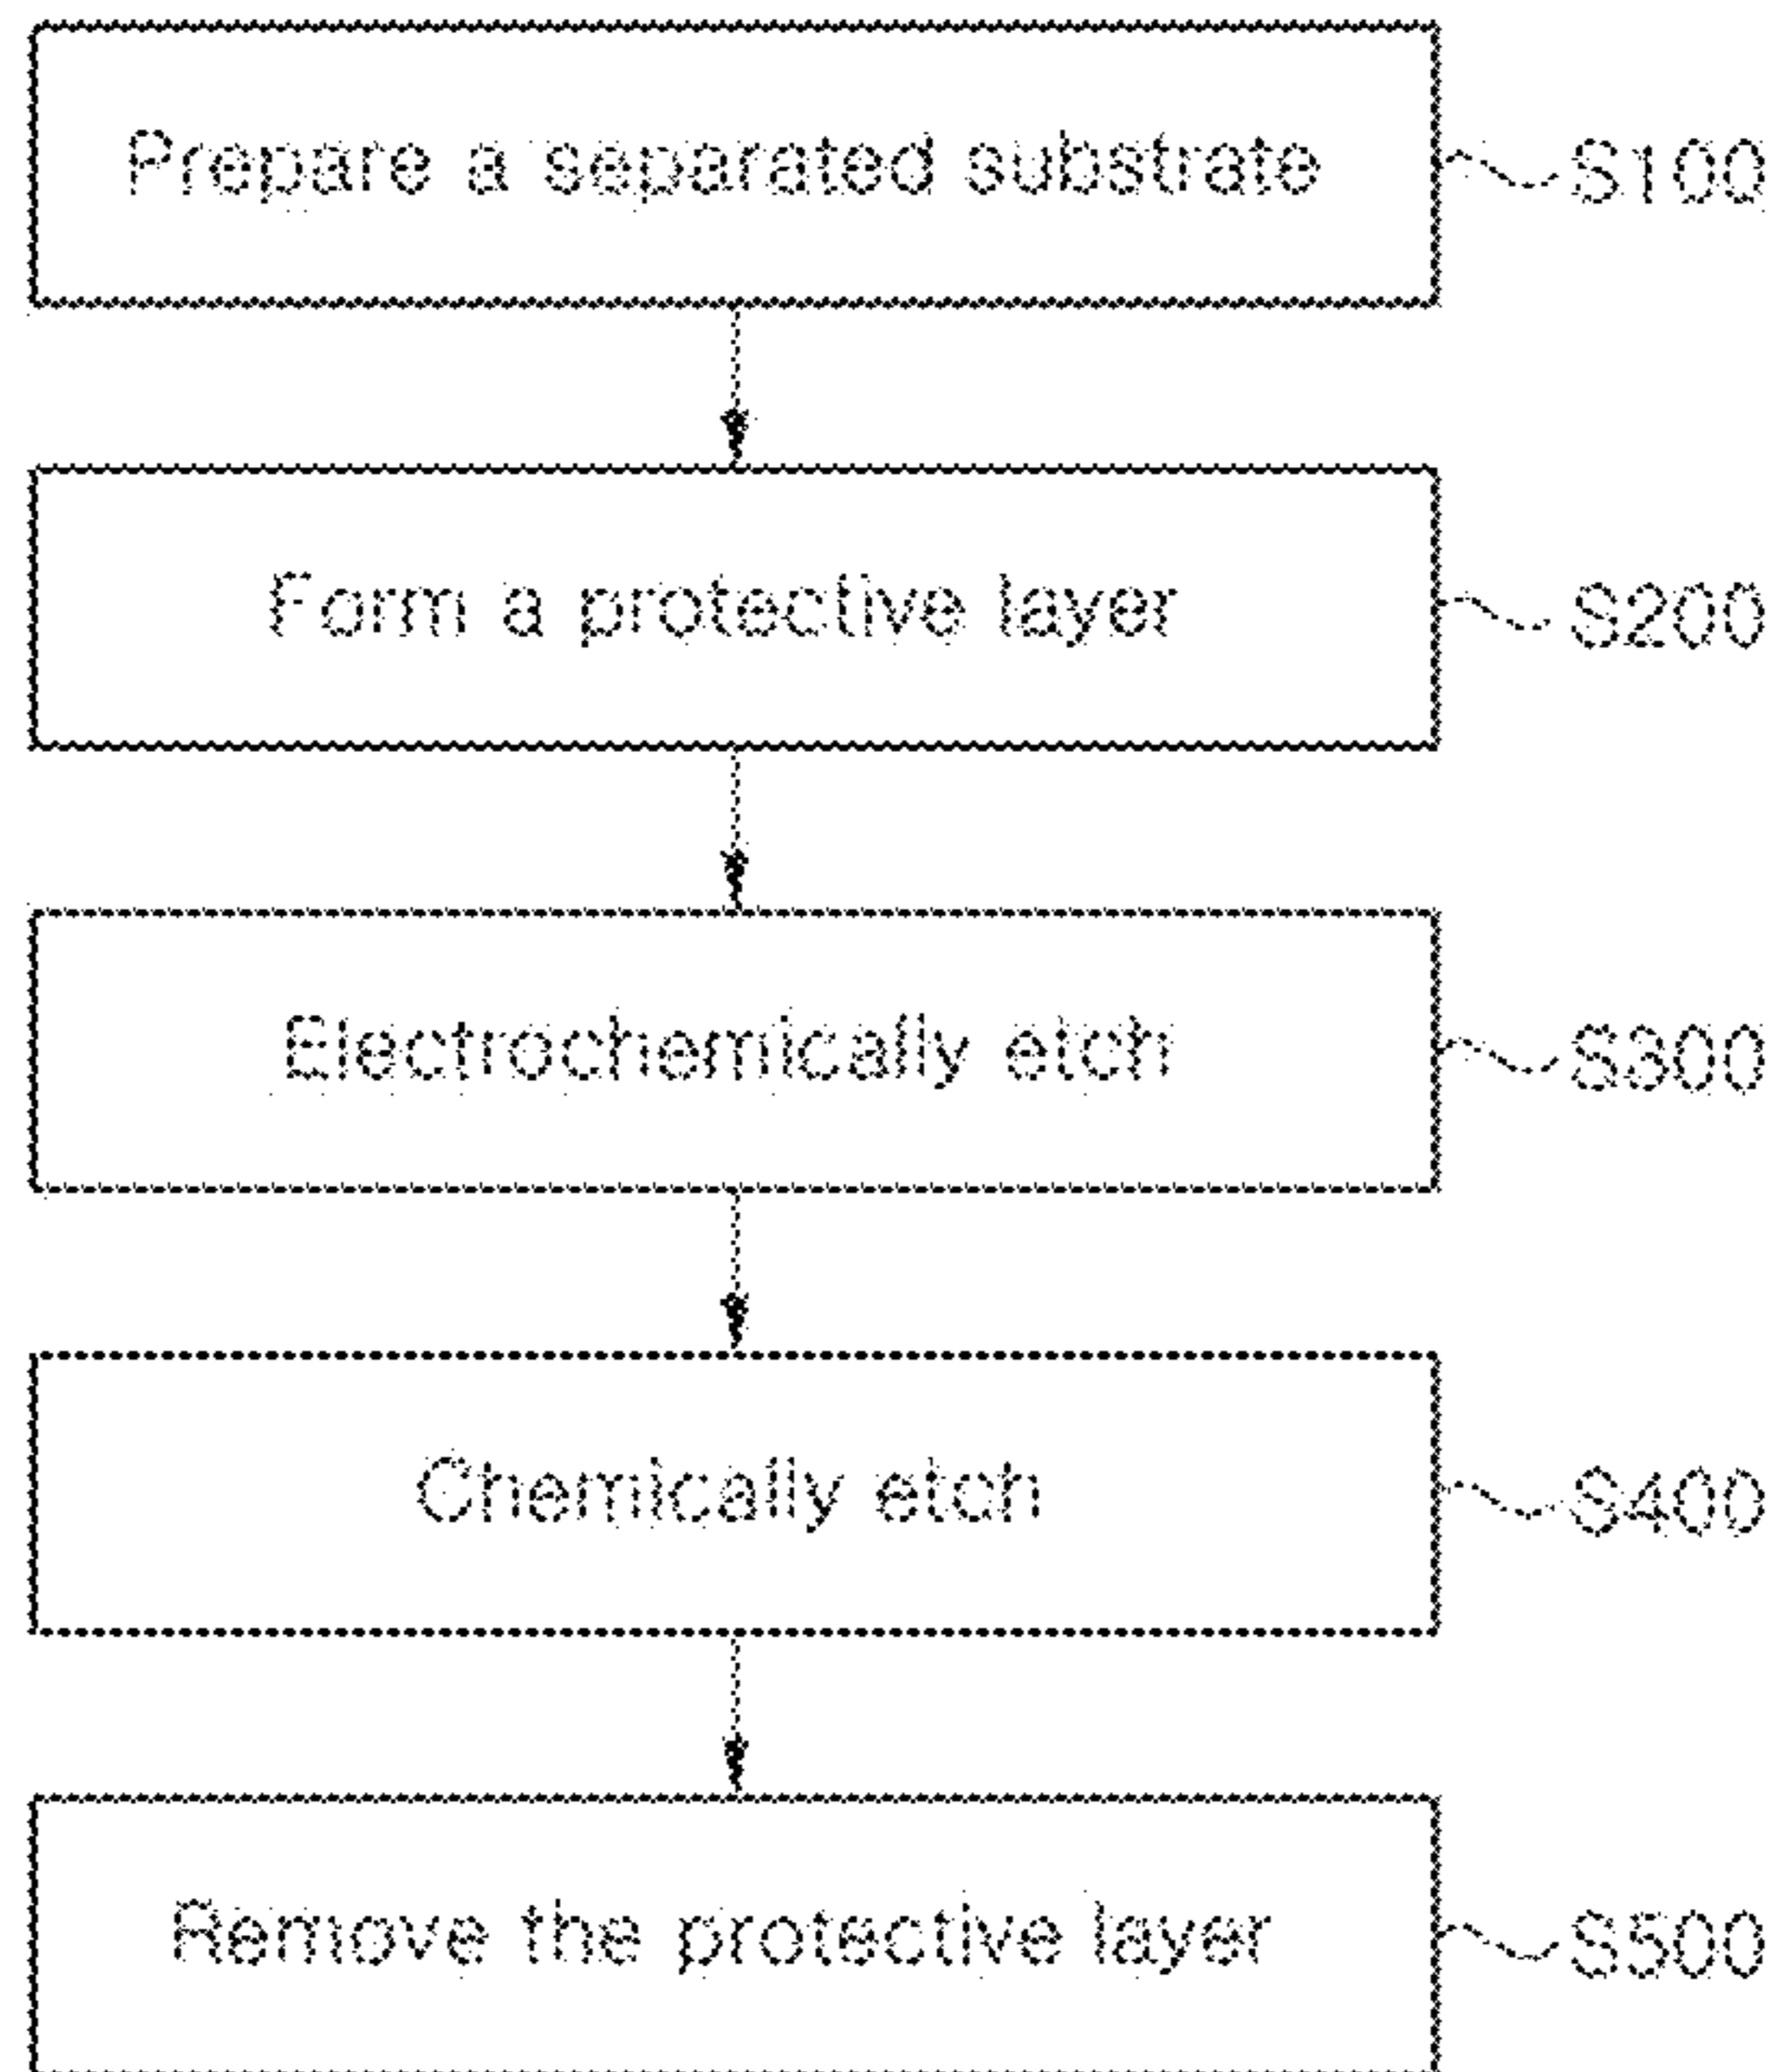 Prepare a separated substrate S100
Form a protective layer S200
Electrochemically etch S300
Chemically etch S400
Remove the protective layer S500